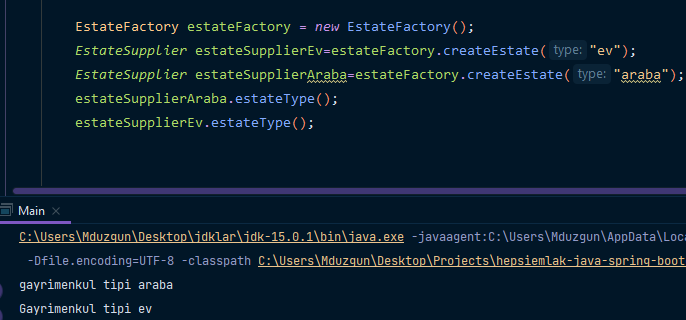 EstateFactory estateFactory = new EstateFactory();
EstateSupplier estateSupplierEv=estateFactory.createEstate( type: "ev");
EstateSupplier estateSupplierAraba=estateFactory.createEstate( type: "araba");
estateSupplierAraba.estateType();
estateSupplierEv.estateType();
Main ×
C:\Users\Mduzgun\Desktop\jdklar\jdk-15.0.1\bin\java.exe -javaagent:C:\Users\Mduzgun\AppData\Loca
-Dfile.encoding=UTF-8 -classpath C:\Users\Mduzgun\Desktop\Projects\hepsiemlak-java-spring-boot
gayrimenkul tipi araba
Gayrimenkul tipi ev